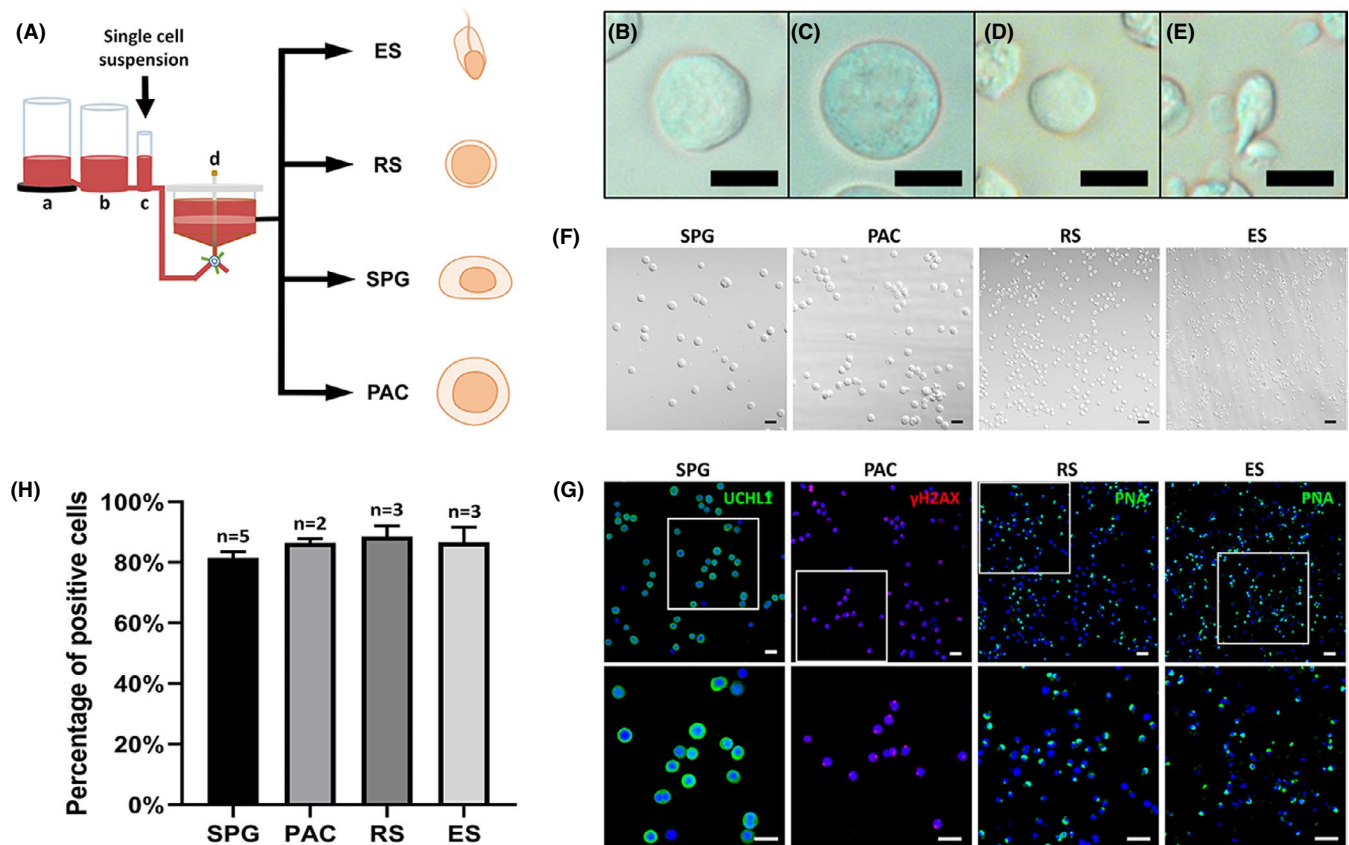 (A)
Single cell
suspension
a
b
c
d
ES
RS
SPG
PAC
(B)
(C)
(D)
(E)
(F)
SPG PAC RS ES
(H)
Percentage of positive cells
100%
80%
60%
40%
20%
0%
n=5
n=2
n=3
n=3
SPG PAC RS ES
(G)
SPG PAC RS ES
UCHL1
γH2AX
PNA
PNA